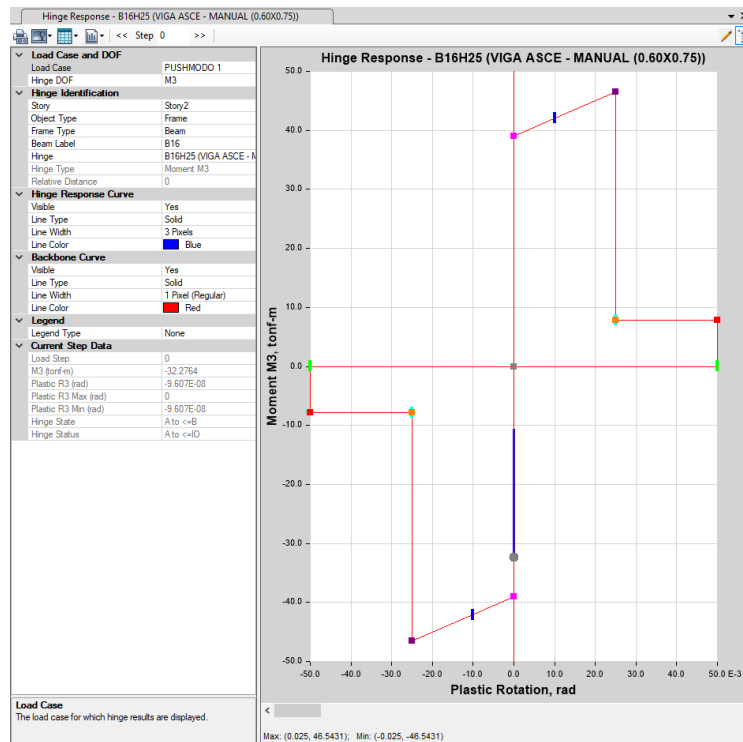 Hinge Response - B16H25 (VIGA ASCE - MANUAL (0.60X0.75))
<< Step 0 >>
Load Case and DOF
Load Case PUSHMODO 1
Hinge DOF M3
Hinge Identification
Story Story2
Object Type Frame
Frame Type Beam
Beam Label B16
Hinge B16H25 (VIGA ASCE - M
Hinge Type Moment M3
Relative Distance 0
Hinge Response Curve
Visible Yes
Line Type Solid
Line Width 3 Pixels
Line Color Blue
Backbone Curve
Visible Yes
Line Type Solid
Line Width 1 Pixel (Regular)
Line Color Red
Legend
Legend Type None
Current Step Data
Load Step 0
M3 (tonf-m) -32.2764
Plastic R3 (rad) -9.607E-08
Plastic R3 Max (rad) 0
Plastic R3 Min (rad) -9.607E-08
Hinge State A to <=B
Hinge Status A to <=IO
Load Case
The load case for which hinge results are displayed.
Hinge Response - B16H25 (VIGA ASCE - MANUAL (0.60X0.75))
50.0
40.0
30.0
20.0
10.0
0.0
-10.0
-20.0
-30.0
-40.0
-50.0
Moment M3, tonf-m
-50.0 -40.0 -30.0 -20.0 -10.0 0.0 10.0 20.0 30.0 40.0 50.0 E-3
Plastic Rotation, rad
Max: (0.025, 46.5431); Min: (-0.025, -46.5431)